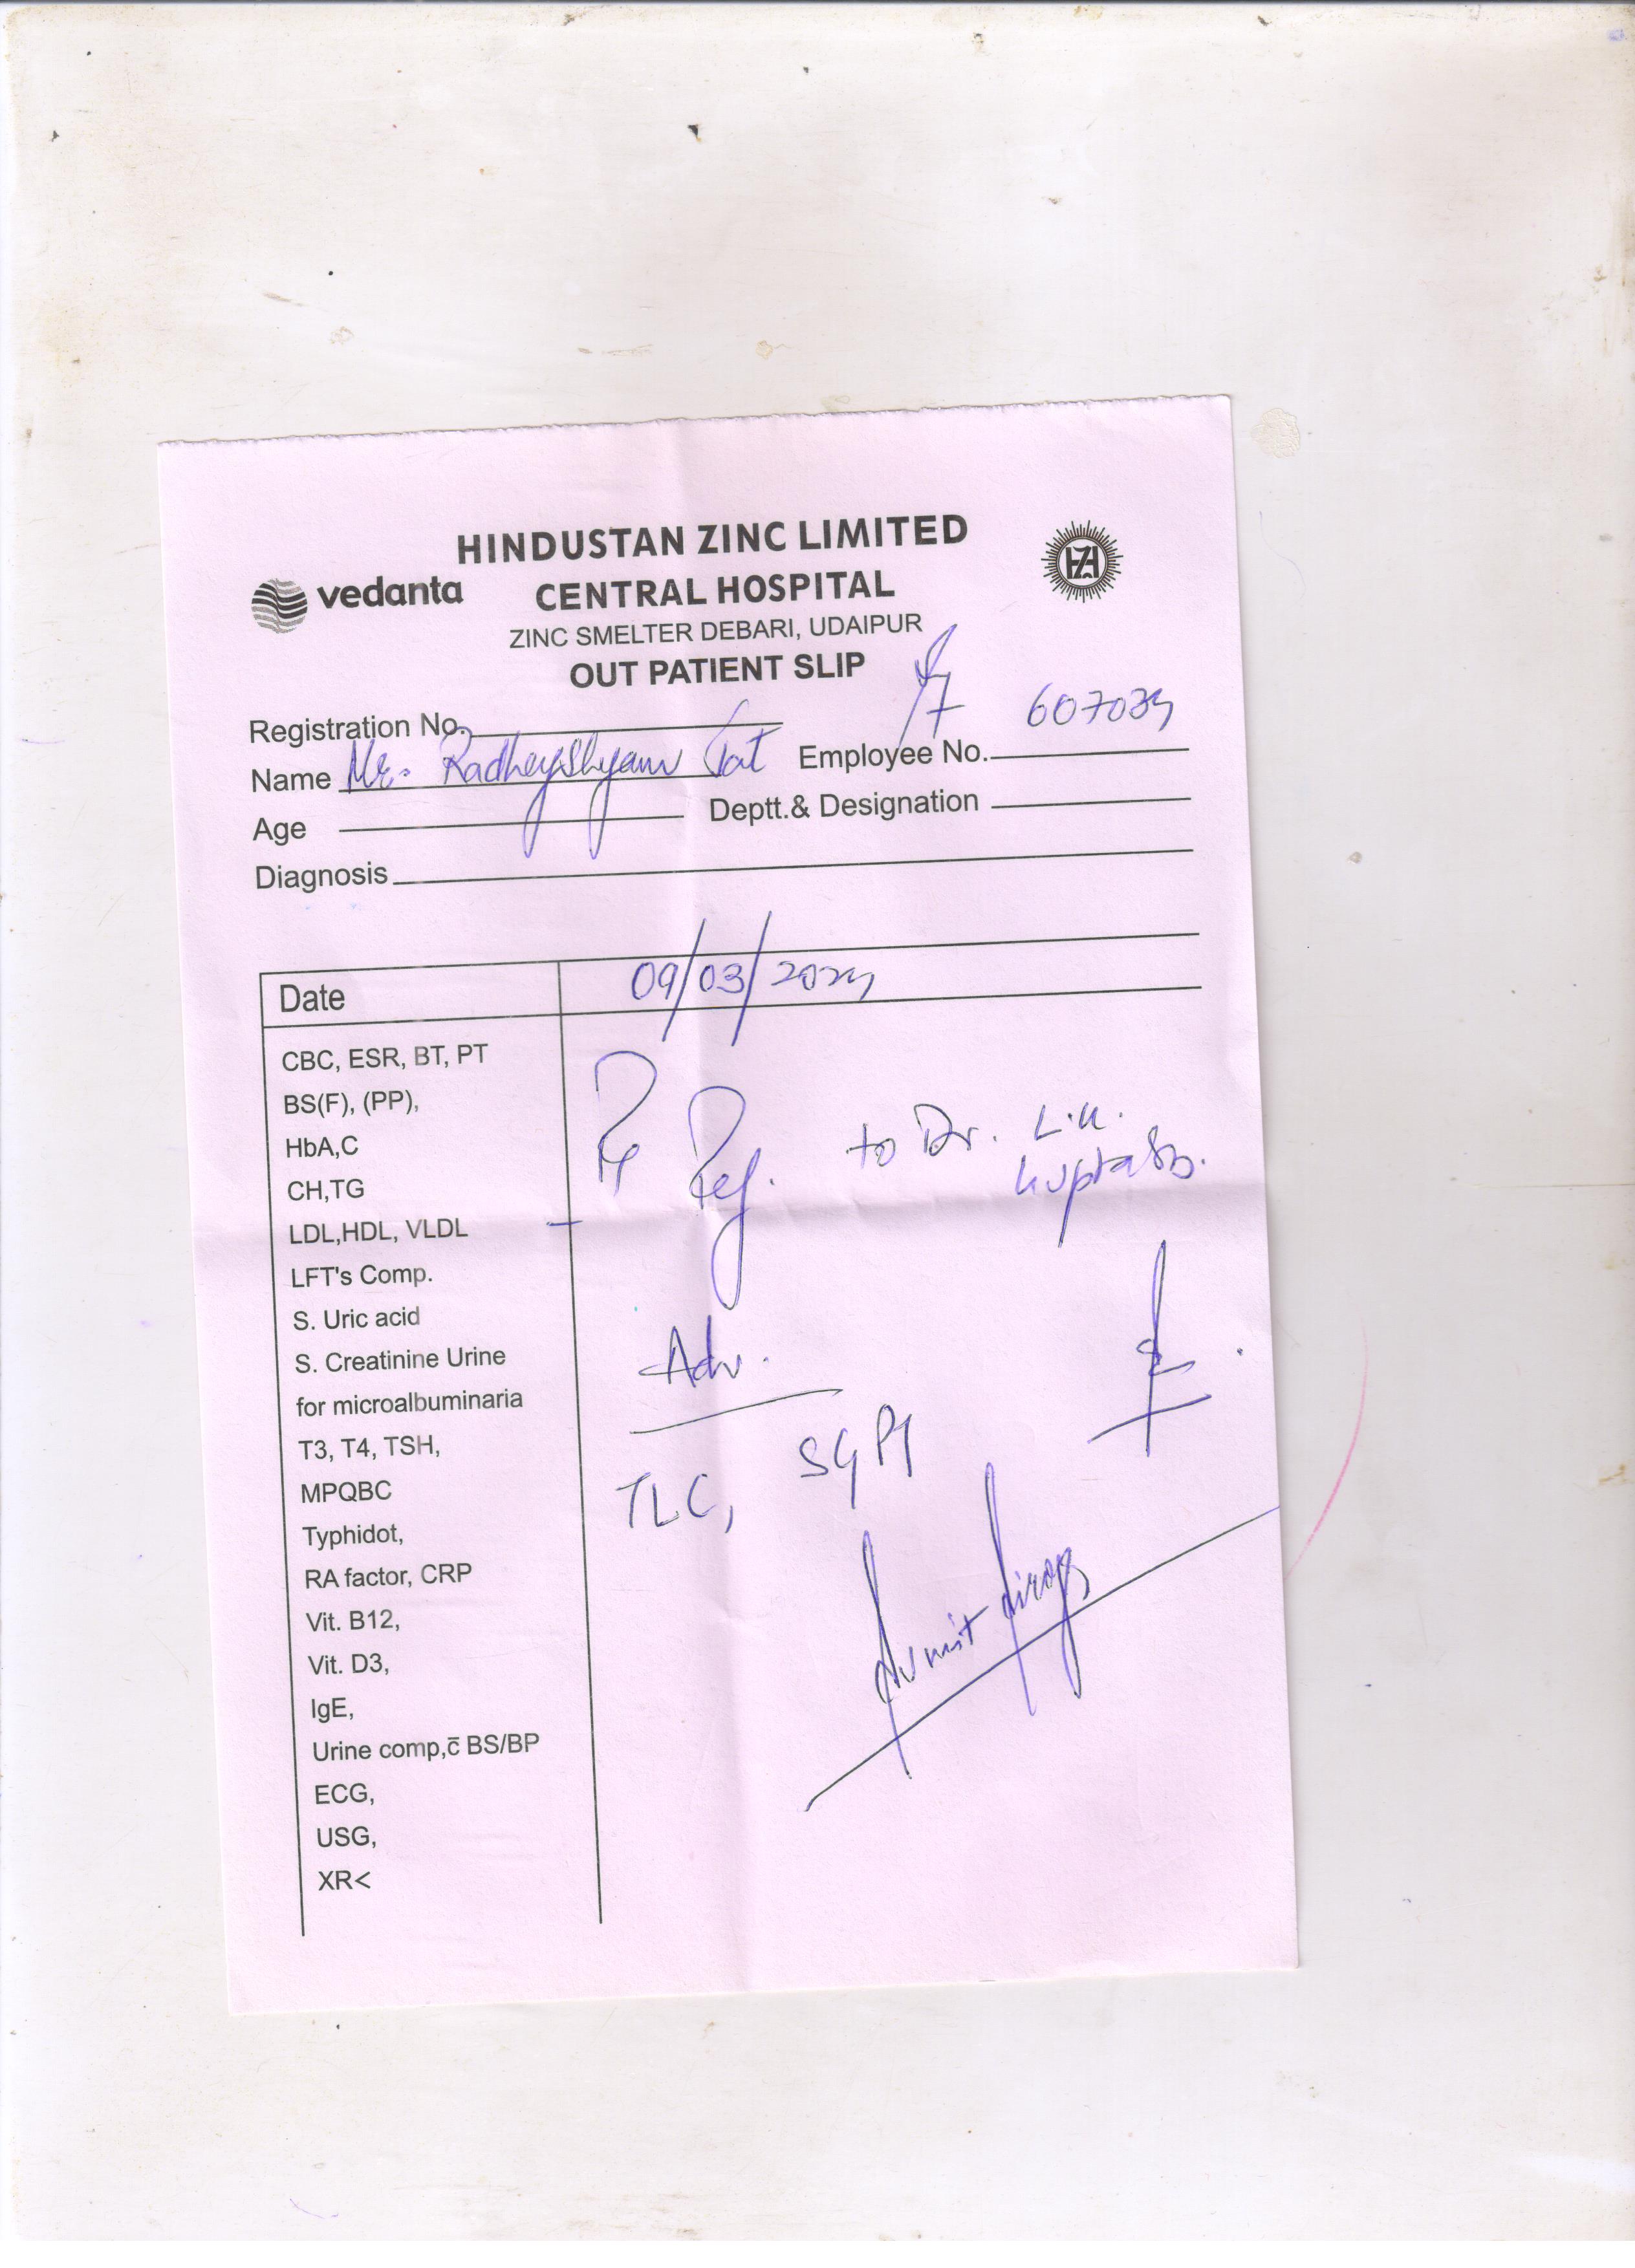 HINDUSTAN ZINC LIMITED
vedanta CENTRAL HOSPITAL
ZINC SMELTER DEBARI, UDAIPUR
OUT PATIENT SLIP
Registration No.
Name Mr. Radheyshyam Jat Employee No. 607039
Age Deptt.& Designation
Diagnosis
Date 09/03/2024
CBC, ESR, BT, PT
BS(F), (PP),
HbA,C
CH,TG
LDL,HDL, VLDL
LFT's Comp.
S. Uric acid
S. Creatinine Urine
for microalbuminaria
T3, T4, TSH,
MPQBC
Typhidot,
RA factor, CRP
Vit. B12,
Vit. D3,
IgE,
Urine comp,c̄ BS/BP
ECG,
USG,
XR<
Ref. to Dr. L.K.
Gupta Sb.
Adv.
TLC, SGPT